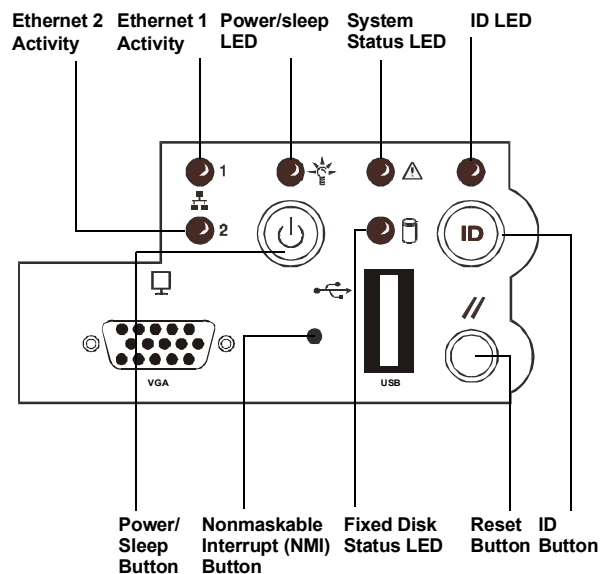 Ethernet 2
Activity
Ethernet 1
Activity
Power/sleep
LED
System
Status LED
ID LED
1
2
ID
VGA
USB
Power/
Sleep
Button
Nonmaskable
Interrupt (NMI)
Button
Fixed Disk
Status LED
Reset
Button
ID
Button